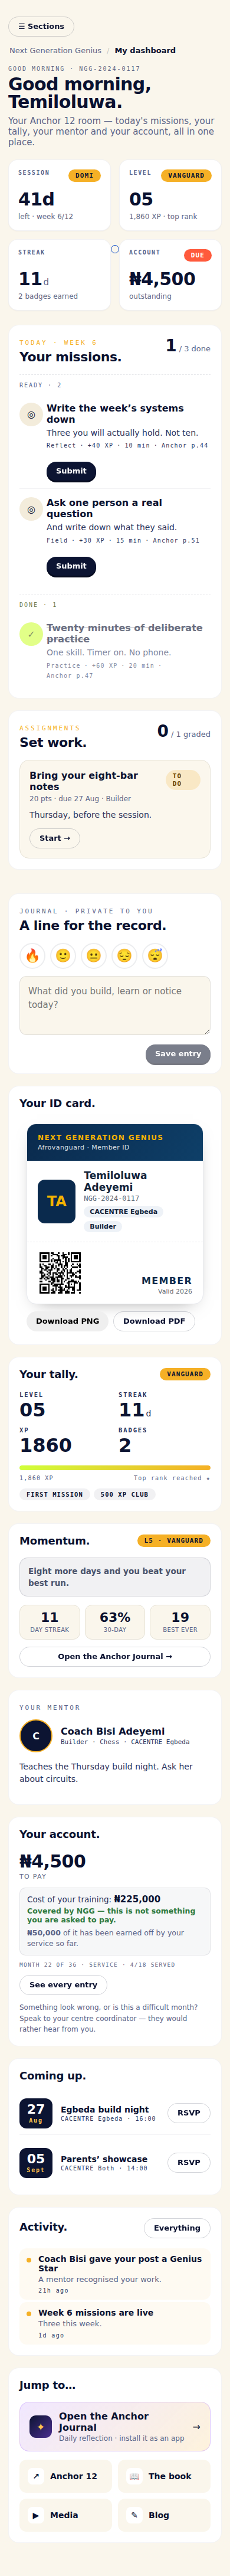 ☰ Sections
Next Generation Genius / My dashboard
GOOD MORNING · NGG-2024-0117
Good morning,
Temiloluwa.
Your Anchor 12 room — today's missions, your
tally, your mentor and your account, all in one
place.
SESSION DOMI
41d
left · week 6/12
LEVEL VANGUARD
05
1,860 XP · top rank
STREAK
11 d
2 badges earned
ACCOUNT DUE
₦4,500
outstanding
TODAY · WEEK 6
Your missions.
1 / 3 done
READY · 2
Write the week's systems
down
Three you will actually hold. Not ten.
Reflect · +40 XP · 10 min · Anchor p.44
Submit
Ask one person a real
question
And write down what they said.
Field · +30 XP · 15 min · Anchor p.51
Submit
DONE · 1
Twenty minutes of deliberate
practice
One skill. Timer on. No phone.
Practice · +60 XP · 20 min ·
Anchor p.47
ASSIGNMENTS
Set work.
0 / 1 graded
Bring your eight-bar
notes
TO
DO
20 pts · due 27 Aug · Builder
Thursday, before the session.
Start →
JOURNAL · PRIVATE TO YOU
A line for the record.
What did you build, learn or notice
today?
Save entry
Your ID card.
NEXT GENERATION GENIUS
Afrovanguard · Member ID
TA
Temiloluwa
Adeyemi
NGG-2024-0117
CACENTRE Egbeda
Builder
MEMBER
Valid 2026
Download PNG
Download PDF
Your tally.
VANGUARD
LEVEL
05
STREAK
11 d
XP
1860
BADGES
2
1,860 XP
Top rank reached ★
FIRST MISSION
500 XP CLUB
Momentum.
L5 · VANGUARD
Eight more days and you beat your
best run.
11
DAY STREAK
63%
30-DAY
19
BEST EVER
Open the Anchor Journal →
YOUR MENTOR
C
Coach Bisi Adeyemi
Builder · Chess · CACENTRE Egbeda
Teaches the Thursday build night. Ask her
about circuits.
Your account.
₦4,500
TO PAY
Cost of your training: ₦225,000
Covered by NGG — this is not something
you are asked to pay.
₦50,000 of it has been earned off by your
service so far.
MONTH 22 OF 36 · SERVICE · 4/18 SERVED
See every entry
Something look wrong, or is this a difficult month?
Speak to your centre coordinator — they would
rather hear from you.
Coming up.
27
Aug
Egbeda build night
CACENTRE Egbeda · 16:00
RSVP
05
Sept
Parents' showcase
CACENTRE Both · 14:00
RSVP
Activity.
Everything
Coach Bisi gave your post a Genius
Star
A mentor recognised your work.
21h ago
Week 6 missions are live
Three this week.
1d ago
Jump to…
Open the Anchor
Journal
Daily reflection · install it as an app
→
Anchor 12
The book
Media
Blog